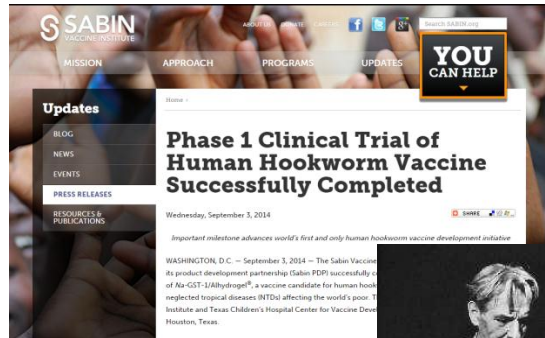 SABIN
VACCINE INSTITUTE
ABOUT US DONATE CAREERS
Search SABIN.org
MISSION
APPROACH
PROGRAMS
UPDATES
YOU
CAN HELP
Updates
BLOG
NEWS
EVENTS
PRESS RELEASES
RESOURCES &
PUBLICATIONS
Home
Phase 1 Clinical Trial of
Human Hookworm Vaccine
Successfully Completed
Wednesday, September 3, 2014
SHARE
Important milestone advances world's first and only human hookworm vaccine development initiative
WASHINGTON, D.C. — September 3, 2014 — The Sabin Vaccine
its product development partnership (Sabin PDP) successfully
of Na-GST-1/Alhydrogel®, a vaccine candidate for human
neglected tropical diseases (NTDs) affecting the world's poor.
Institute and Texas Children's Hospital Center for Vaccine
Houston, Texas.